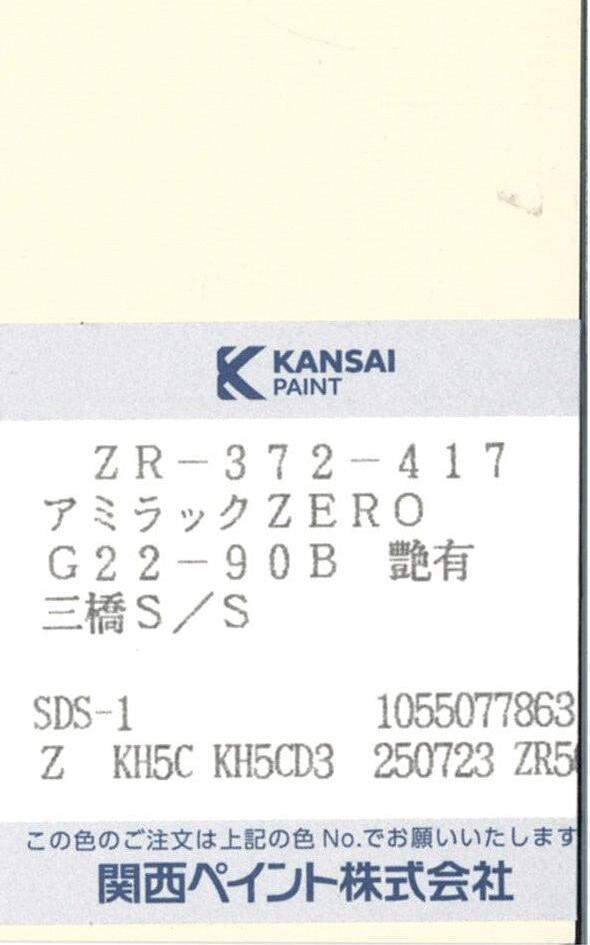 KANSAI
PAINT
ZR-372-417
アミラックZERO
G22-90B 艶有
三橋S/S
SDS-1 1055077863
Z KH5C KH5CD3 250723
この色のご注文は上記の色No.でお願いいたします
関西ペイント株式会社